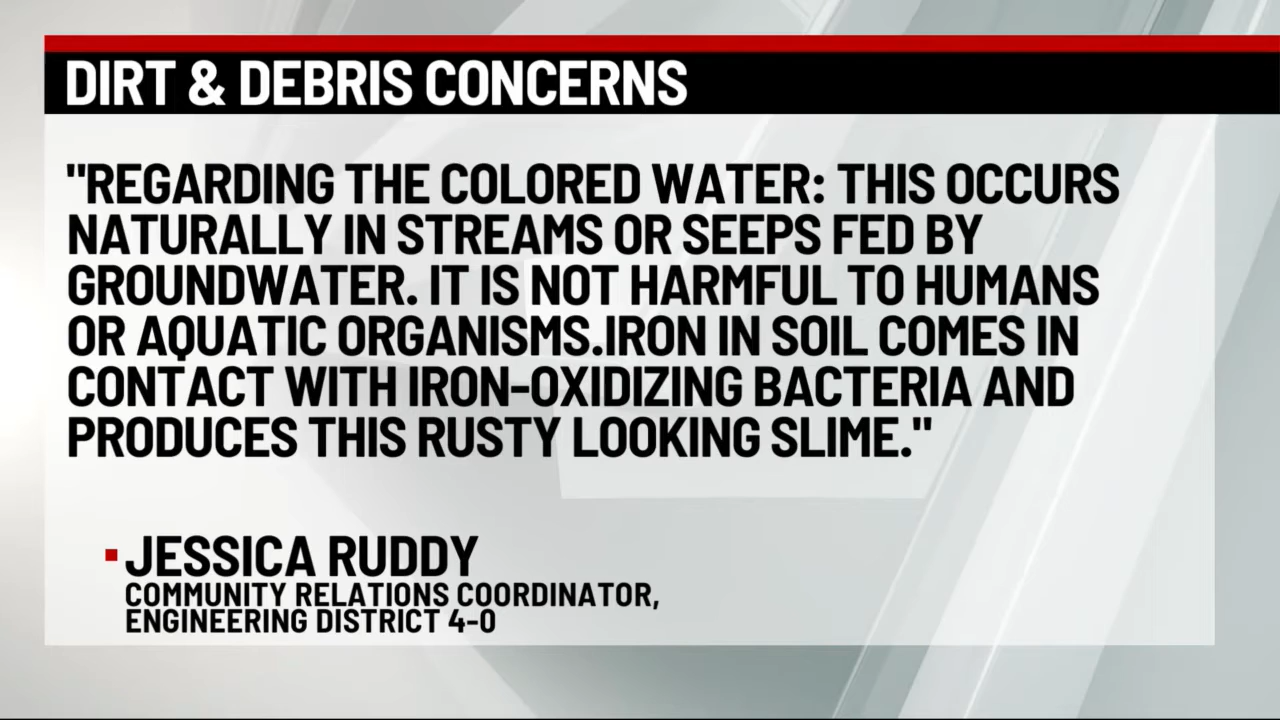 DIRT & DEBRIS CONCERNS
"REGARDING THE COLORED WATER: THIS OCCURS
NATURALLY IN STREAMS OR SEEPS FED BY
GROUNDWATER. IT IS NOT HARMFUL TO HUMANS
OR AQUATIC ORGANISMS.IRON IN SOIL COMES IN
CONTACT WITH IRON-OXIDIZING BACTERIA AND
PRODUCES THIS RUSTY LOOKING SLIME."
JESSICA RUDDY
COMMUNITY RELATIONS COORDINATOR,
ENGINEERING DISTRICT 4-0